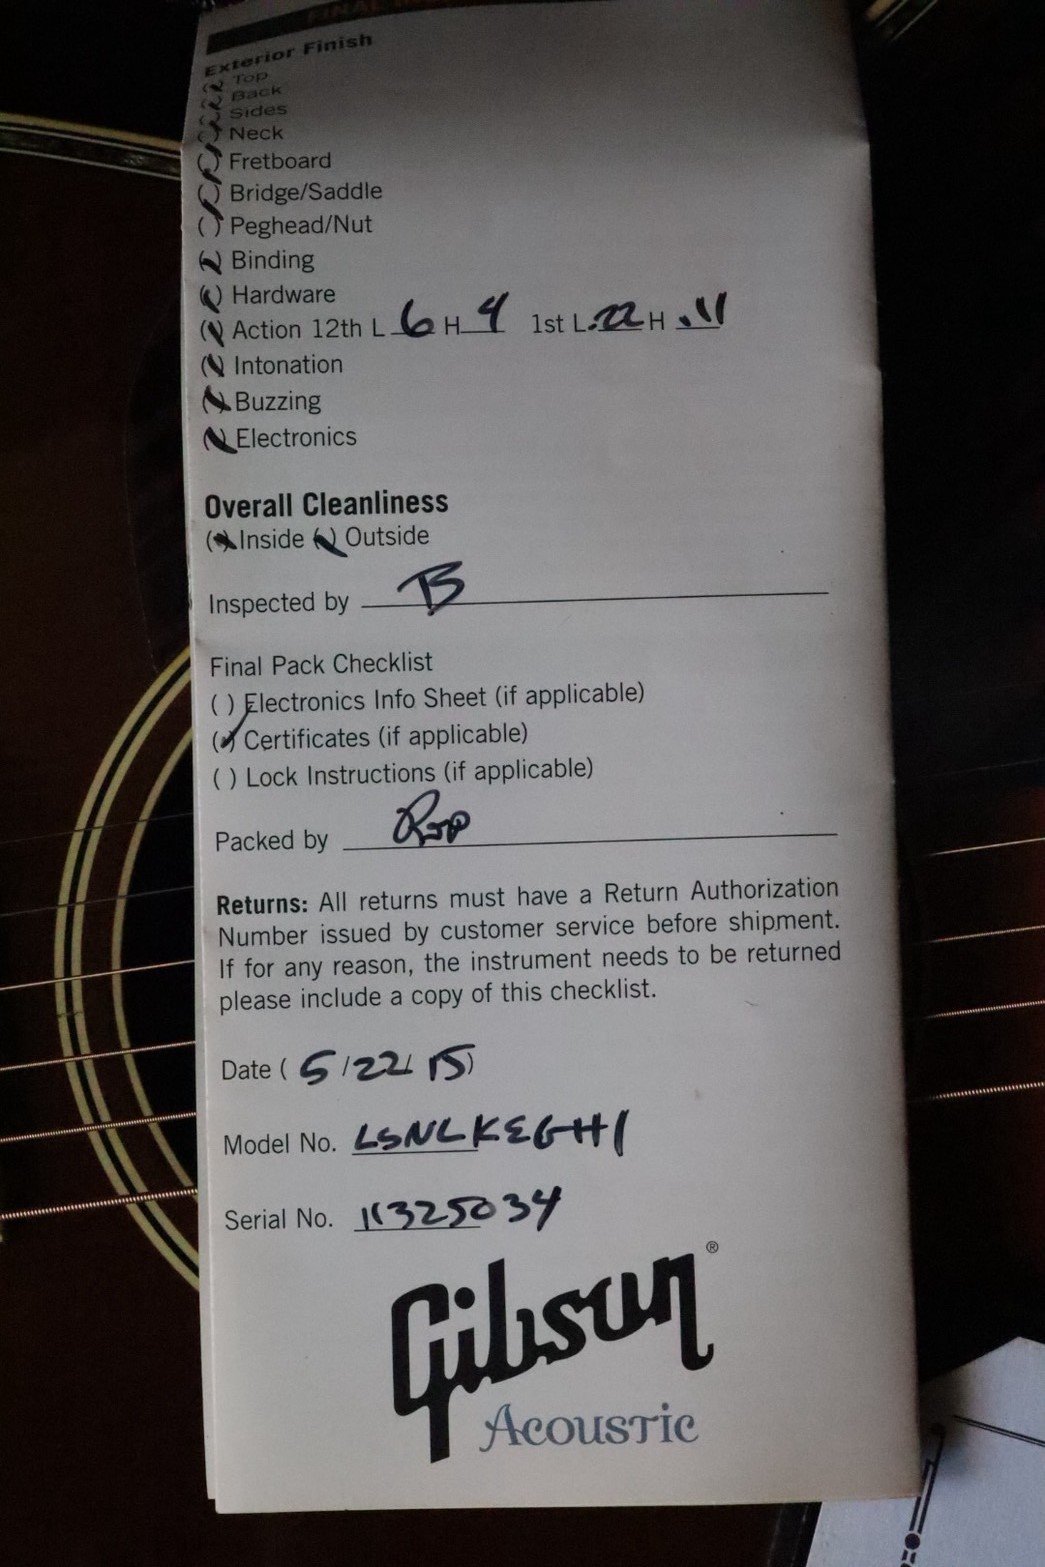 FINAL
Exterior Finish
Top
Back
Sides
Neck
Fretboard
Bridge/Saddle
( ) Peghead/Nut
Binding
Hardware
Action 12th L 6 H 4 1st L .22 H .11
Intonation
Buzzing
Electronics
Overall Cleanliness
Inside Outside
Inspected by B
Final Pack Checklist
( ) Electronics Info Sheet (if applicable)
(✓) Certificates (if applicable)
( ) Lock Instructions (if applicable)
Packed by
Returns: All returns must have a Return Authorization
Number issued by customer service before shipment.
If for any reason, the instrument needs to be returned
please include a copy of this checklist.
Date ( 5/22/15)
Model No. LSNLKEGH1
Serial No. 11325034
Gibson®
Acoustic